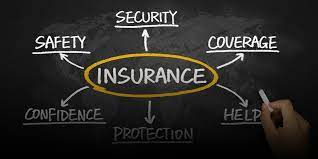 SECURITY
SAFETY
COVERAGE
INSURANCE
CONFIDENCE
HELP
PROTECTION